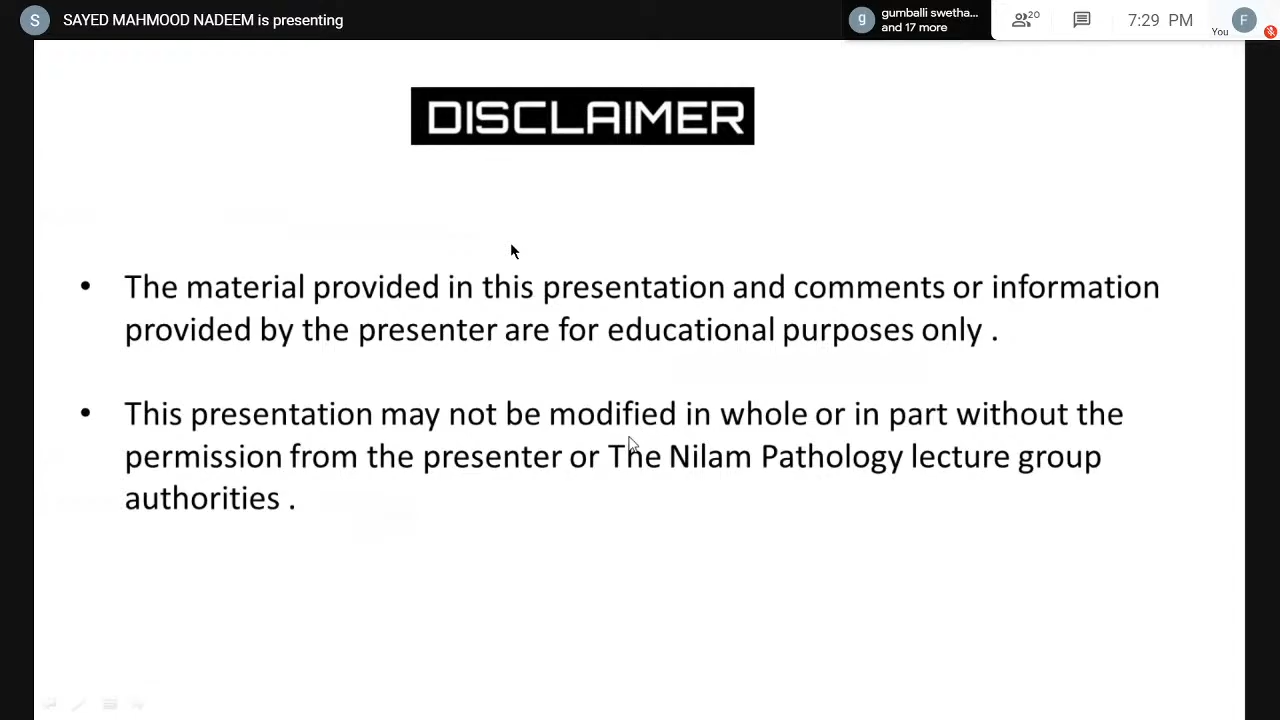 S SAYED MAHMOOD NADEEM is presenting
g gumballi swetha...
and 17 more
20
7:29 PM
You
F
DISCLAIMER
• The material provided in this presentation and comments or information
provided by the presenter are for educational purposes only .
• This presentation may not be modified in whole or in part without the
permission from the presenter or The Nilam Pathology lecture group
authorities .